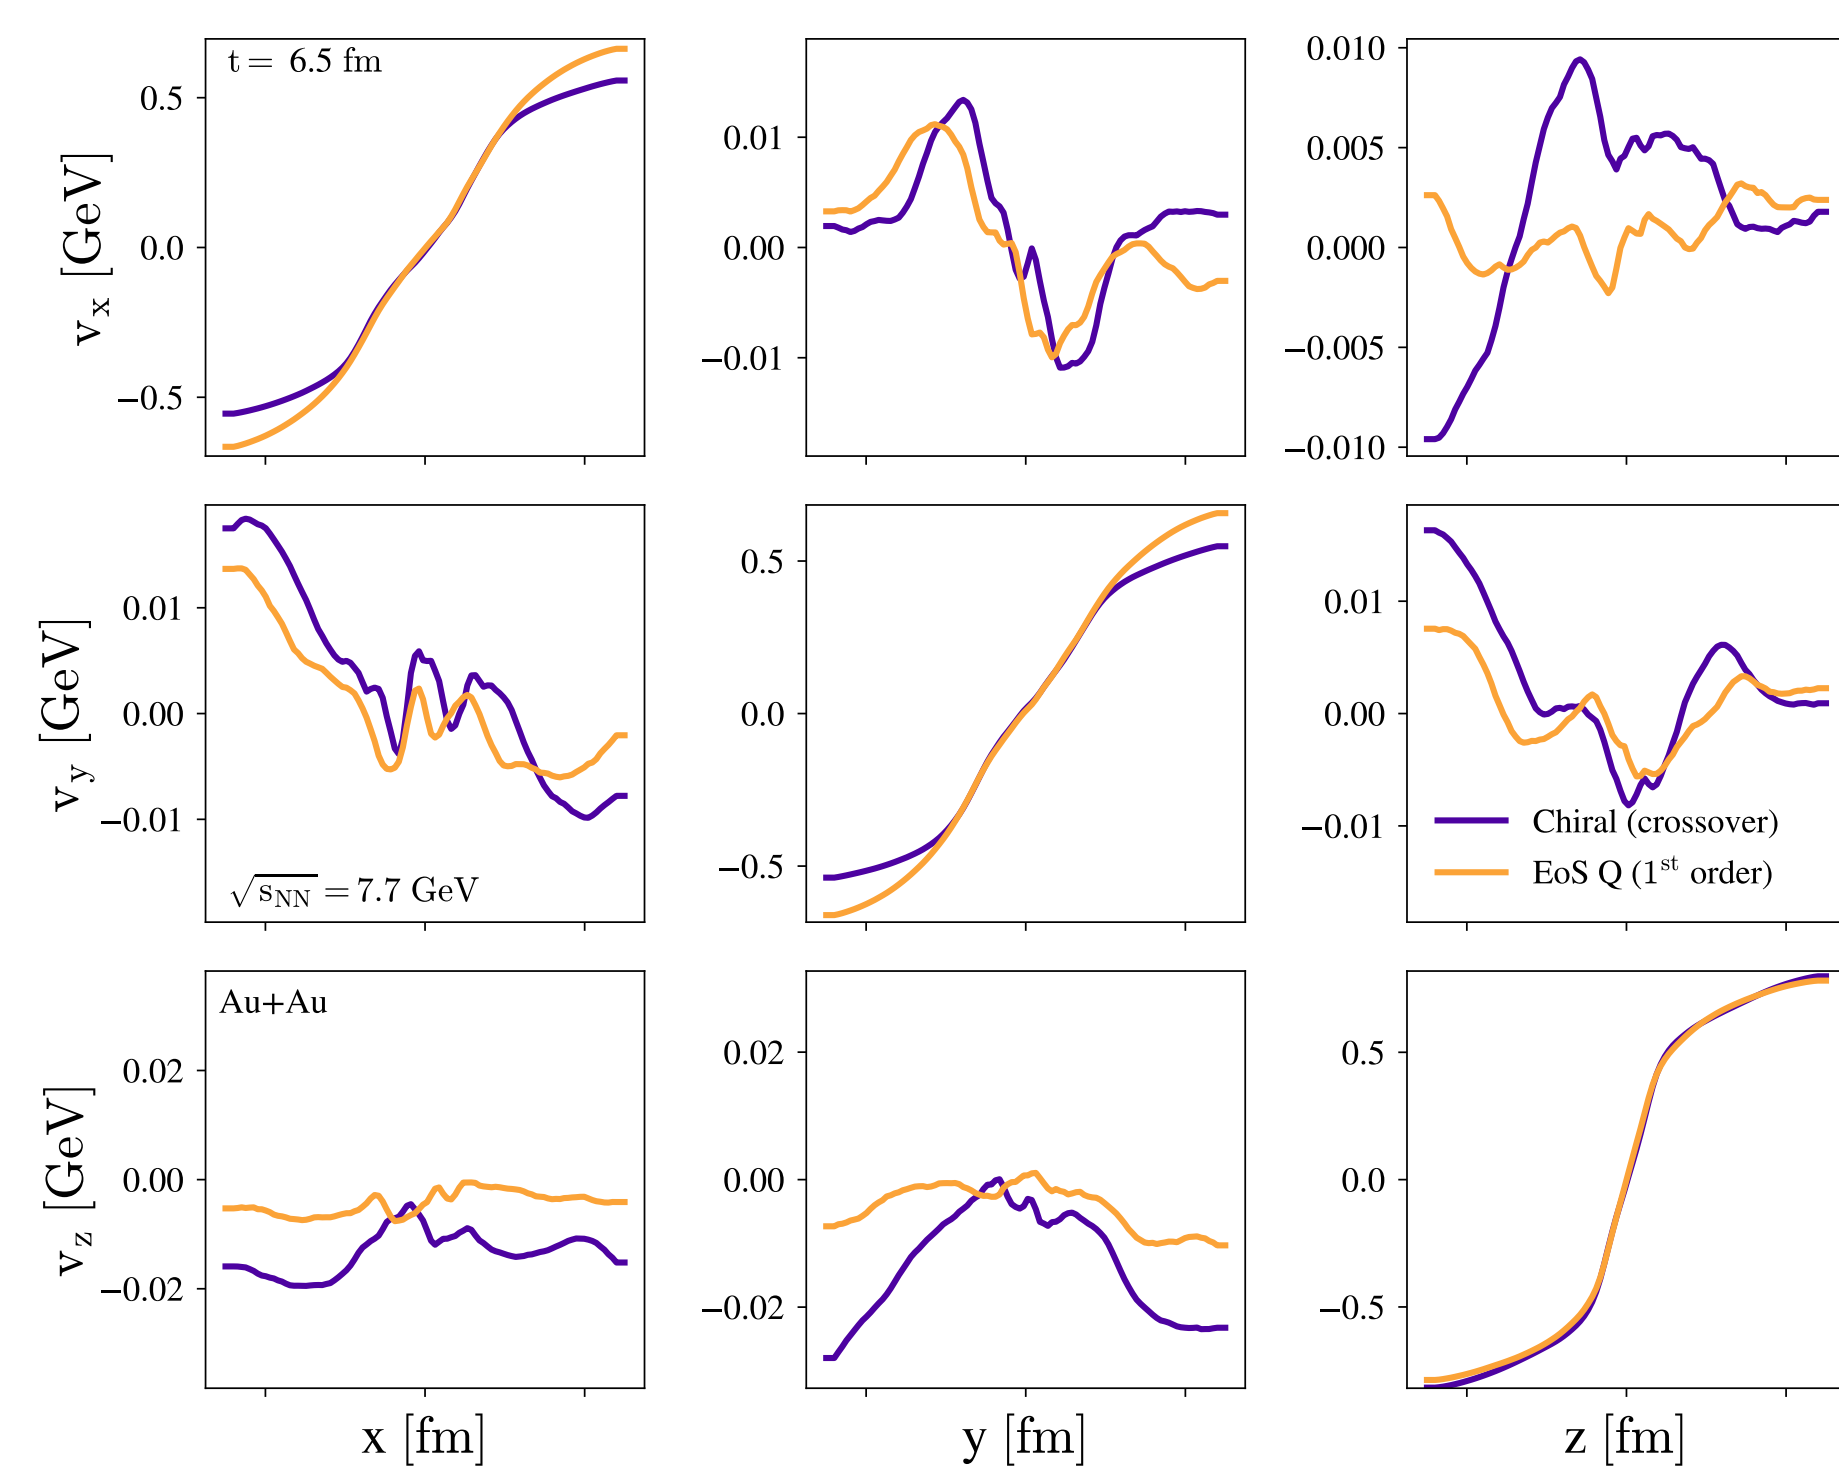 t = 6.5 fm
0.5
0.0
−0.5
v_x [GeV]
0.01
0.00
−0.01
0.010
0.005
0.000
−0.005
−0.010
0.01
0.00
−0.01
v_y [GeV]
√s_NN = 7.7 GeV
0.5
0.0
−0.5
0.01
0.00
−0.01
Chiral (crossover)
EoS Q (1^st order)
Au+Au
0.02
0.00
−0.02
v_z [GeV]
0.02
0.00
−0.02
0.5
0.0
−0.5
x [fm]
y [fm]
z [fm]